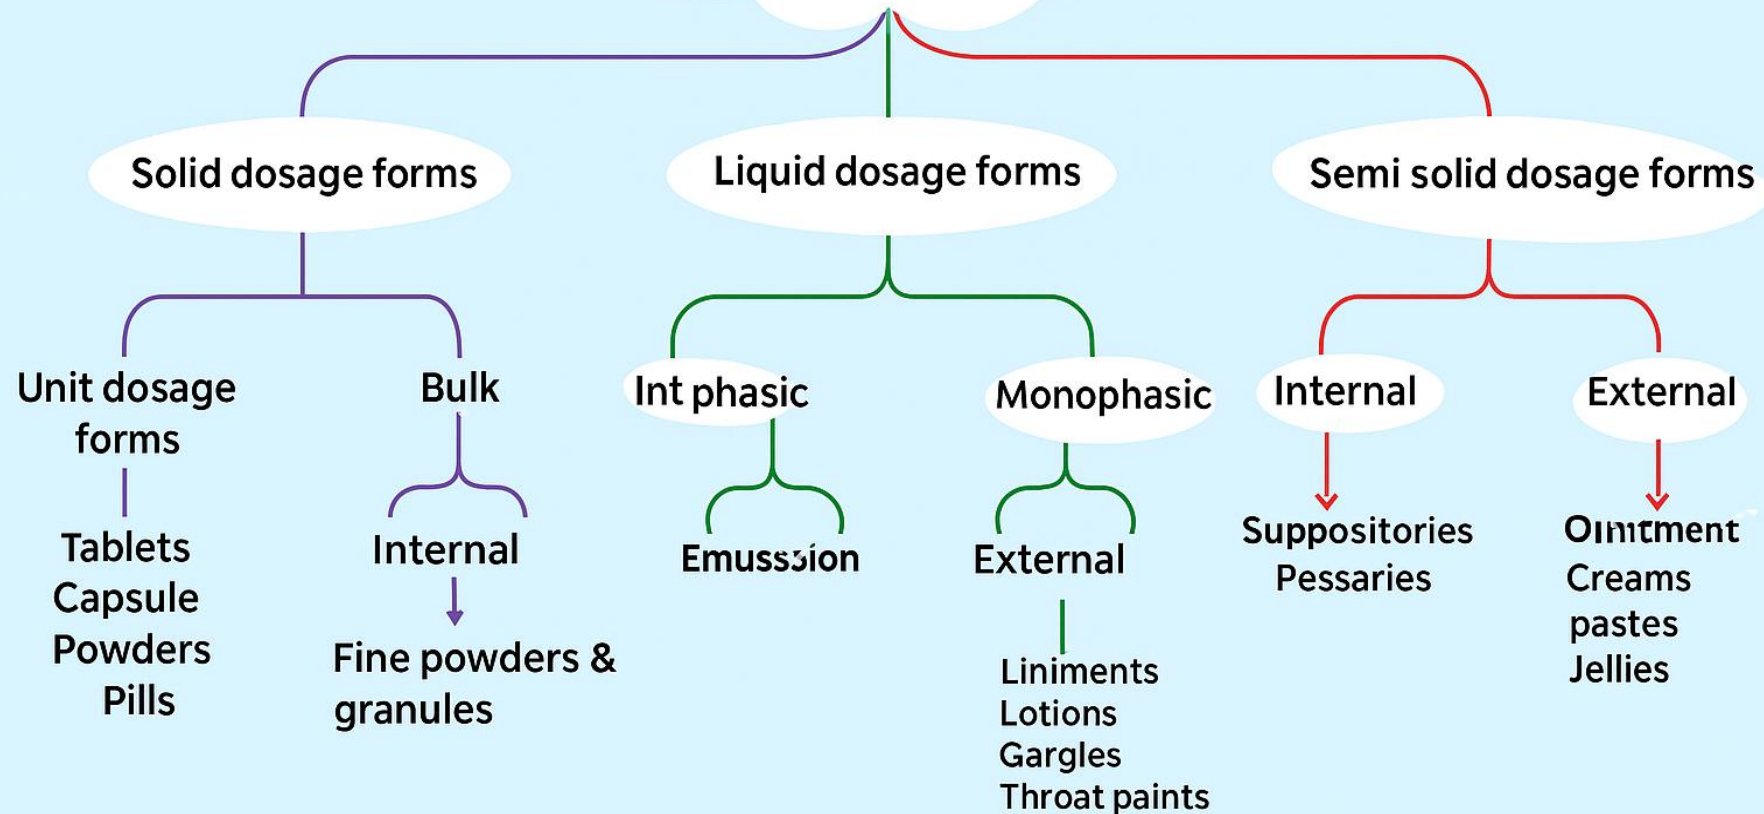 Solid dosage forms
Liquid dosage forms
Semi solid dosage forms
Unit dosage
forms
Bulk
Int phasic
Monophasic
Internal
External
Tablets
Capsule
Powders
Pills
Internal
Fine powders &
granules
External
Liniments
Lotions
Gargles
Throat paints
Suppositories
Pessaries
Creams
pastes
Jellies